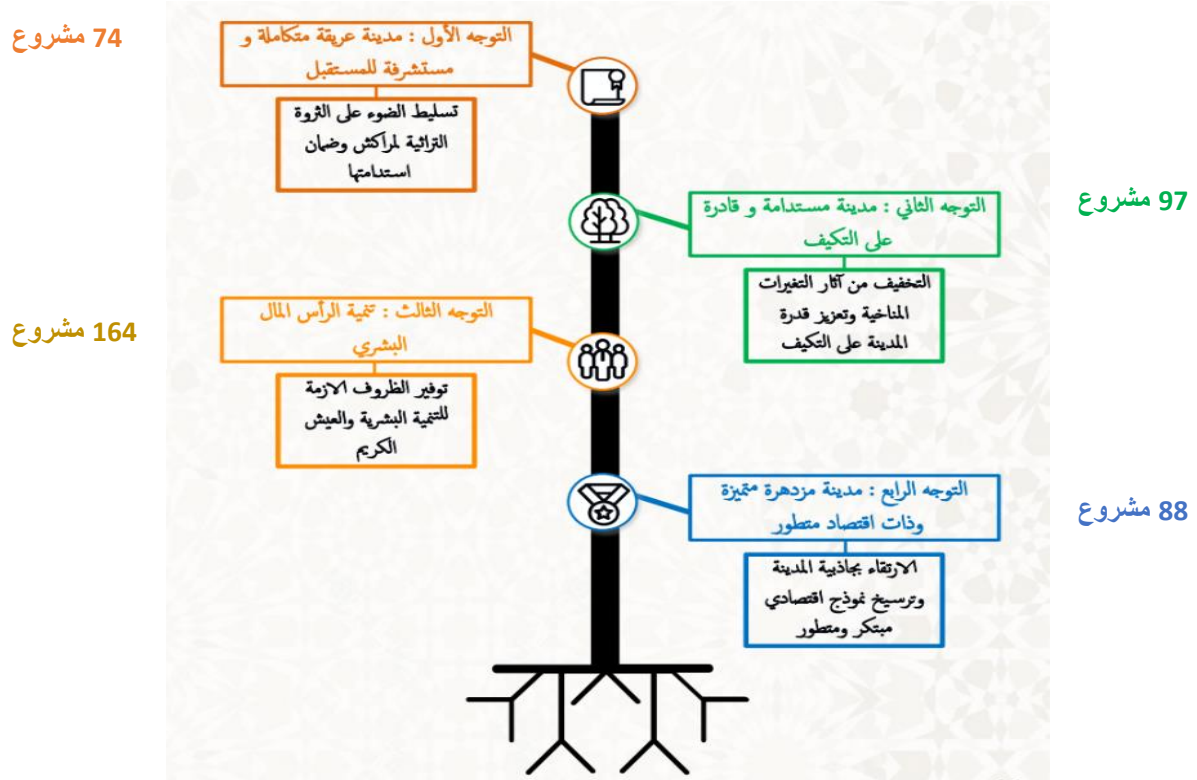 74 مشروع
التوجه الأول : مدينة عريقة متكاملة و
مستشرفة للمستقبل
تسليط الضوء على الثروة
التراثية لمراكش وضمان
استدامتها
97 مشروع
التوجه الثاني : مدينة مستدامة و قادرة
على التكيف
التخفيف من آثار التغيرات
المناخية وتعزيز قدرة
المدينة على التكيف
164 مشروع
التوجه الثالث : تنمية الرأس المال
البشري
توفير الظروف الازمة
للتنمية البشرية والعيش
الكريم
88 مشروع
التوجه الرابع : مدينة مزدهرة متميزة
وذات اقتصاد متطور
الارتقاء بجاذبية المدينة
وترسيخ نموذج اقتصادي
مبتكر ومتطور